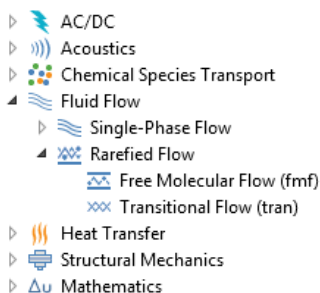 AC/DC
Acoustics
Chemical Species Transport
Fluid Flow
Single-Phase Flow
Rarefied Flow
Free Molecular Flow (fmf)
Transitional Flow (tran)
Heat Transfer
Structural Mechanics
Δu Mathematics